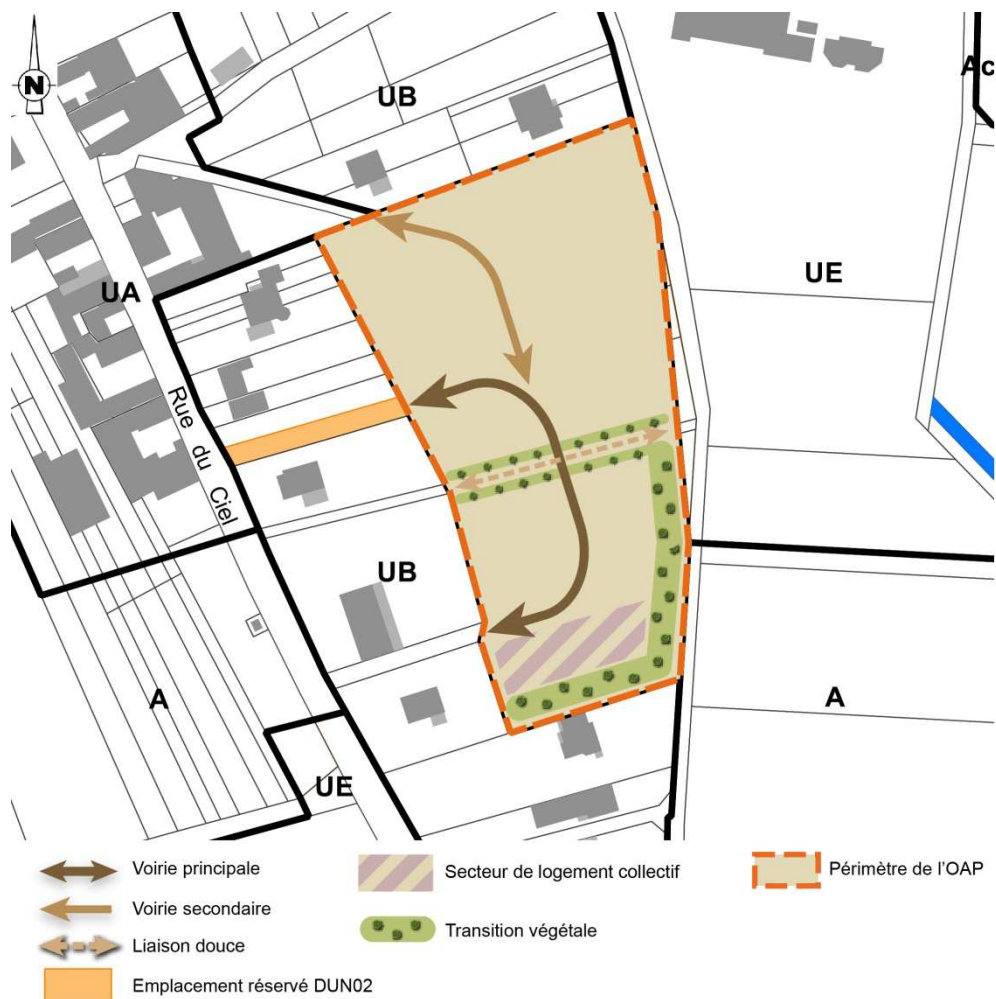 N
UB
Ac
UE
UA
Rue du Ciel
UB
A
A
UE
Voirie principale
Voirie secondaire
Liaison douce
Emplacement réservé DUN02
Secteur de logement collectif
Transition végétale
Périmètre de l'OAP